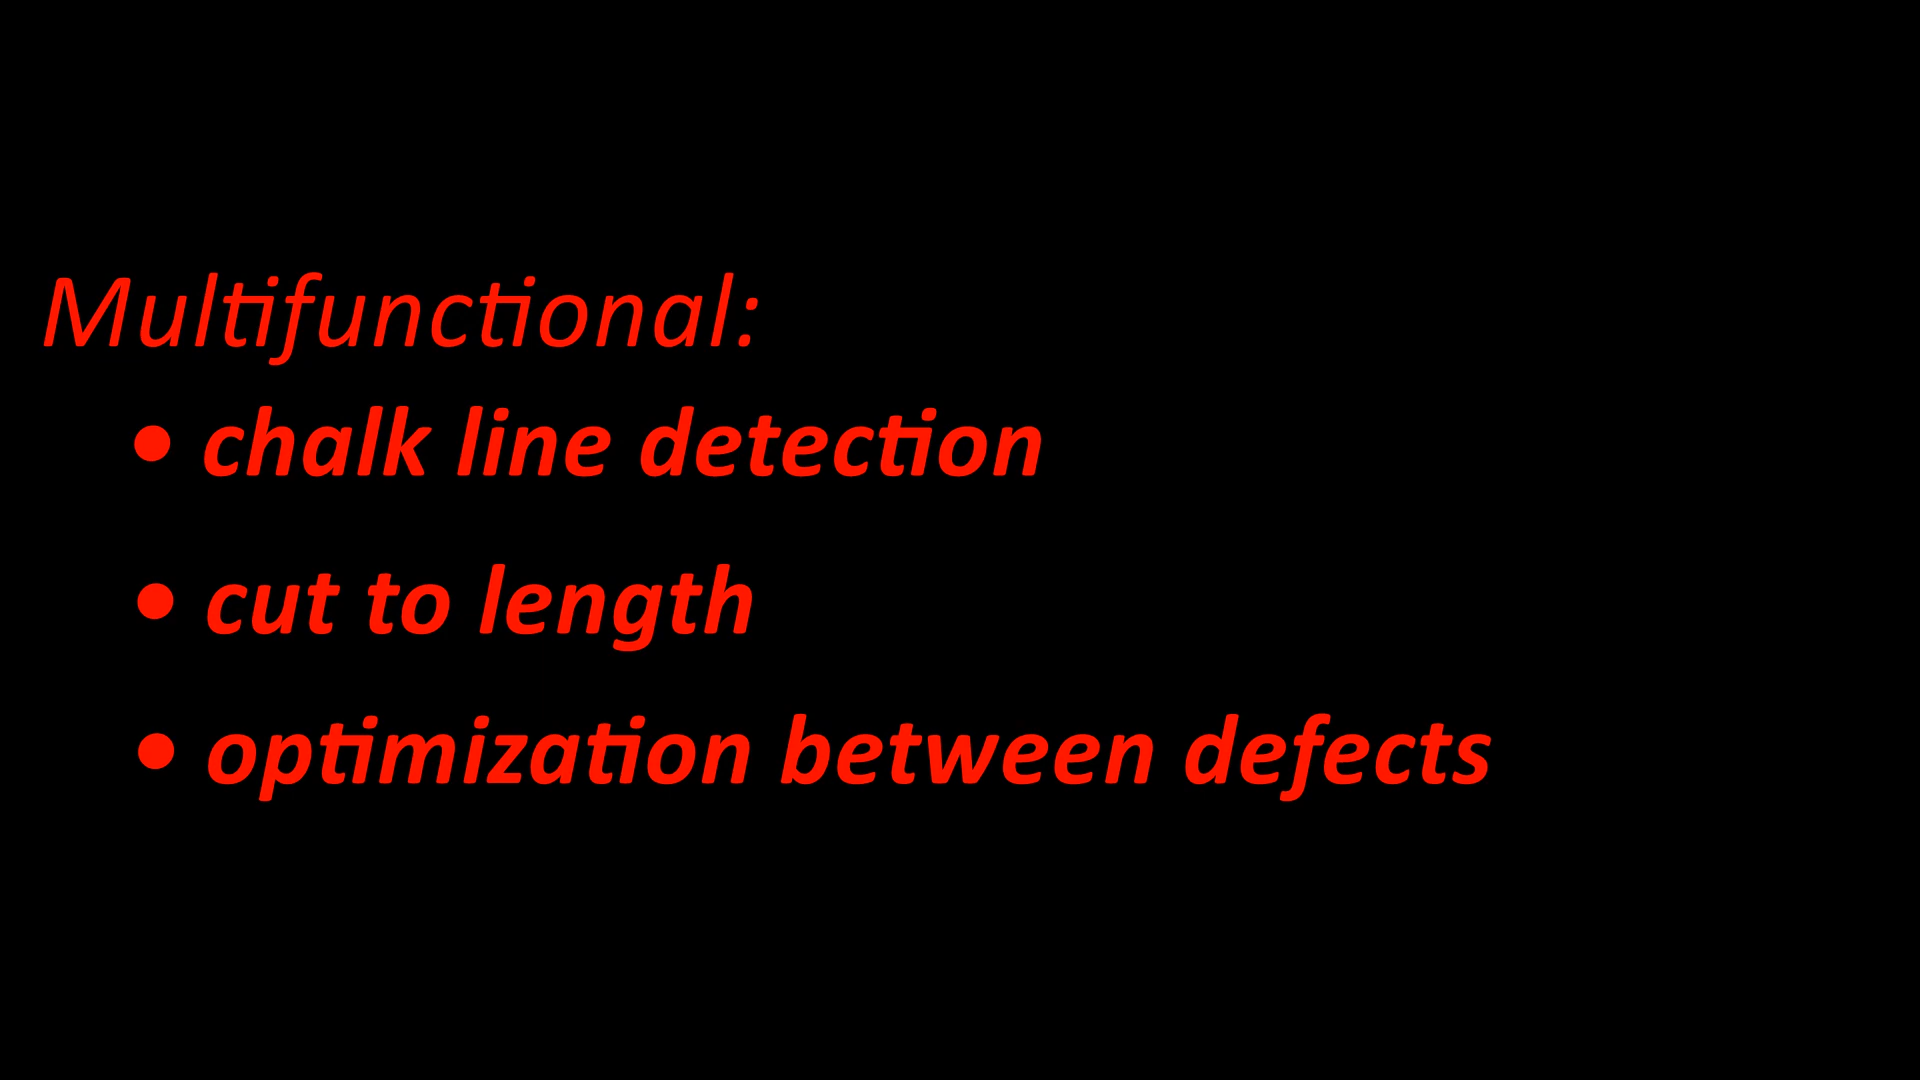 Multifunctional:
• chalk line detection
• cut to length
• optimization between defects